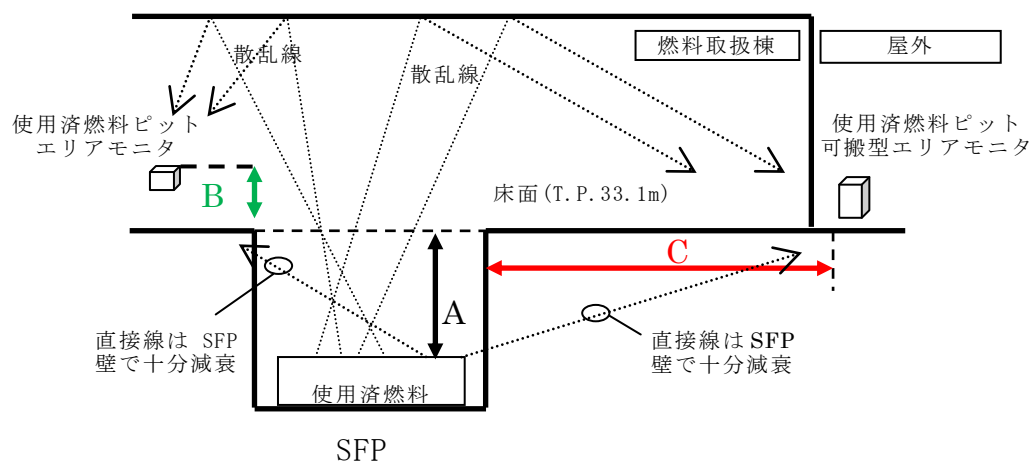 燃料取扱棟
屋外
散乱線
散乱線
使用済燃料ピット
エリアモニタ
使用済燃料ピット
可搬型エリアモニタ
B
床面(T.P.33.1m)
C
A
直接線は SFP
壁で十分減衰
直接線は SFP
壁で十分減衰
使用済燃料
SFP